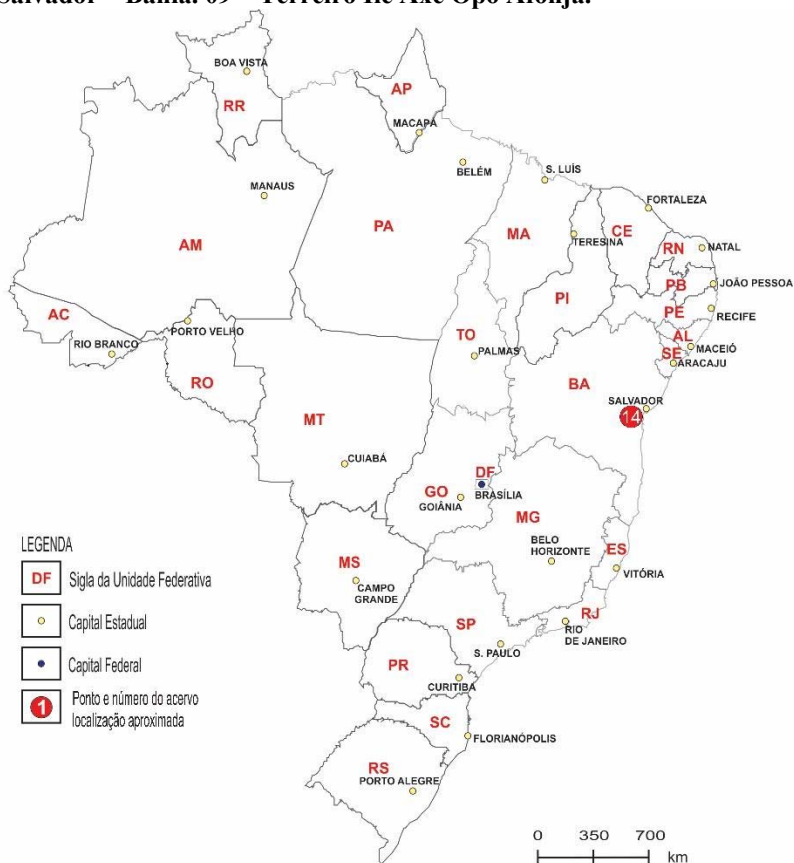 Salvador – Bahia. 09 – Terreiro Ilê Axé Opô Afonjá.
BOA VISTA
RR
AP
MACAPÁ
BELÉM
S. LUÍS
MANAUS
FORTALEZA
PA
AM
MA
TERESINA
CE
RN
NATAL
PB
JOÃO PESSOA
PI
PE
RECIFE
AC
PORTO VELHO
TO
AL
MACEIÓ
RIO BRANCO
PALMAS
SE
ARACAJU
RO
BA
SALVADOR
14
MT
CUIABÁ
DF
BRASÍLIA
GO
GOIÂNIA
MG
BELO
HORIZONTE
ES
VITÓRIA
MS
CAMPO
GRANDE
RJ
RIO
DE JANEIRO
SP
S. PAULO
PR
CURITIBA
SC
FLORIANÓPOLIS
RS
PORTO ALEGRE
LEGENDA
DF Sigla da Unidade Federativa
Capital Estadual
Capital Federal
1 Ponto e número do acervo
localização aproximada
0 350 700
km